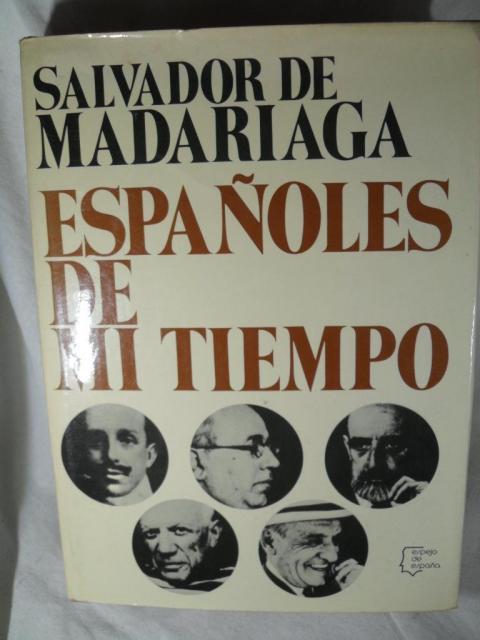 SALVADOR DE
MADARIAGA
ESPAÑOLES
DE
MI TIEMPO
espejo
de
españa